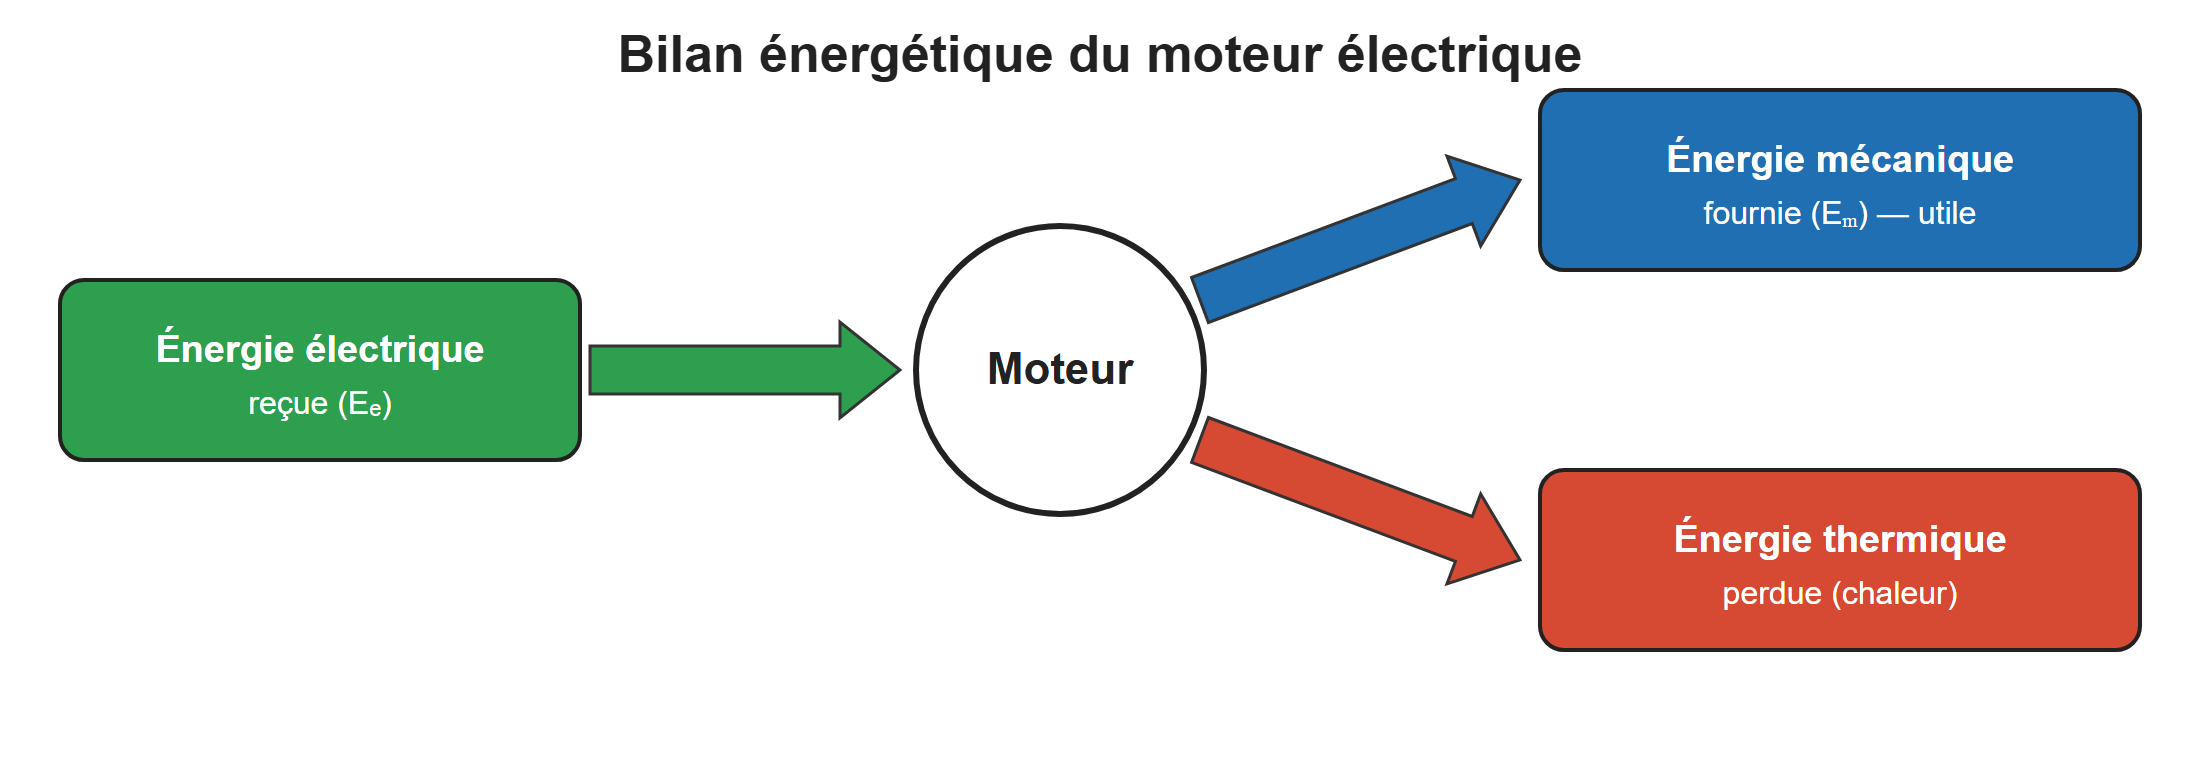 Bilan énergétique du moteur électrique
Énergie électrique
reçue (Eₑ)
Moteur
Énergie mécanique
fournie (Eₘ) — utile
Énergie thermique
perdue (chaleur)